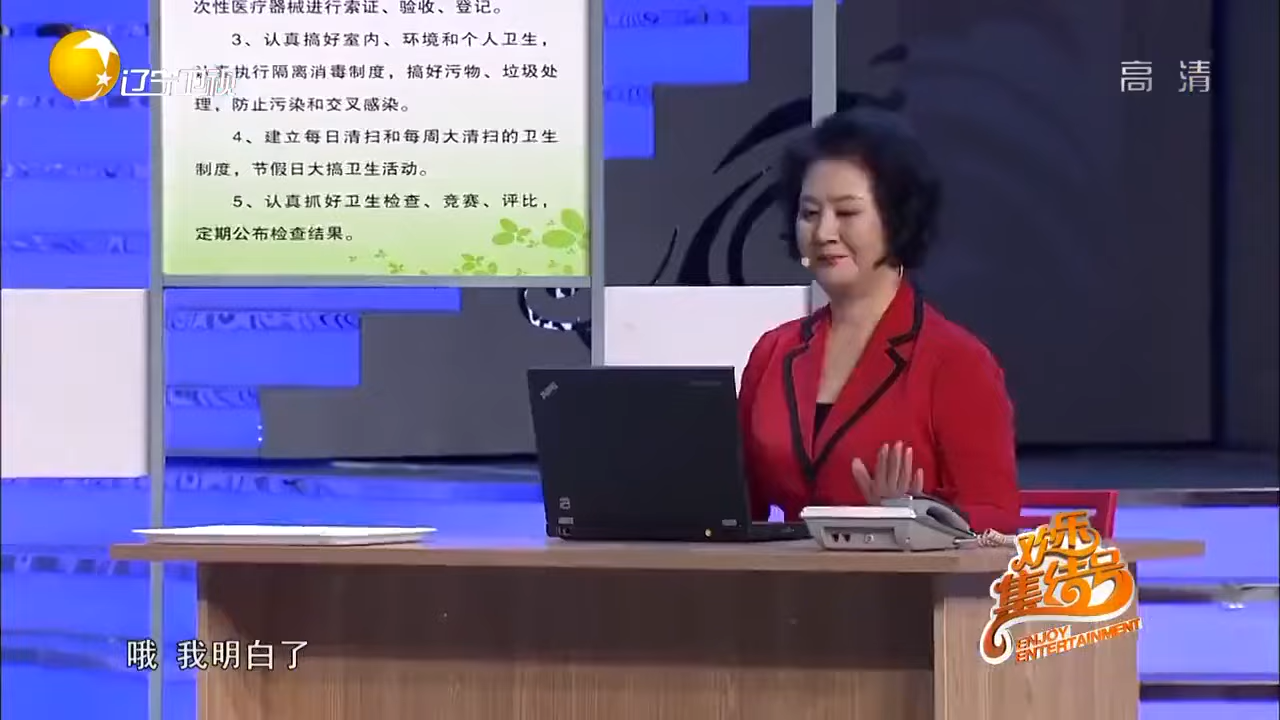 次性医疗器械进行索证、验收、登记。
3、认真搞好室内、环境和个人卫生，
执行隔离消毒制度，搞好污物、垃圾处
理，防止污染和交叉感染。
4、建立每日清扫和每周大清扫的卫生
制度，节假日大搞卫生活动。
5、认真抓好卫生检查、竞赛、评比，
定期公布检查结果。
辽宁卫视
高清
欢乐
集结号
ENJOY
ENTERTAINMENT
哦 我明白了